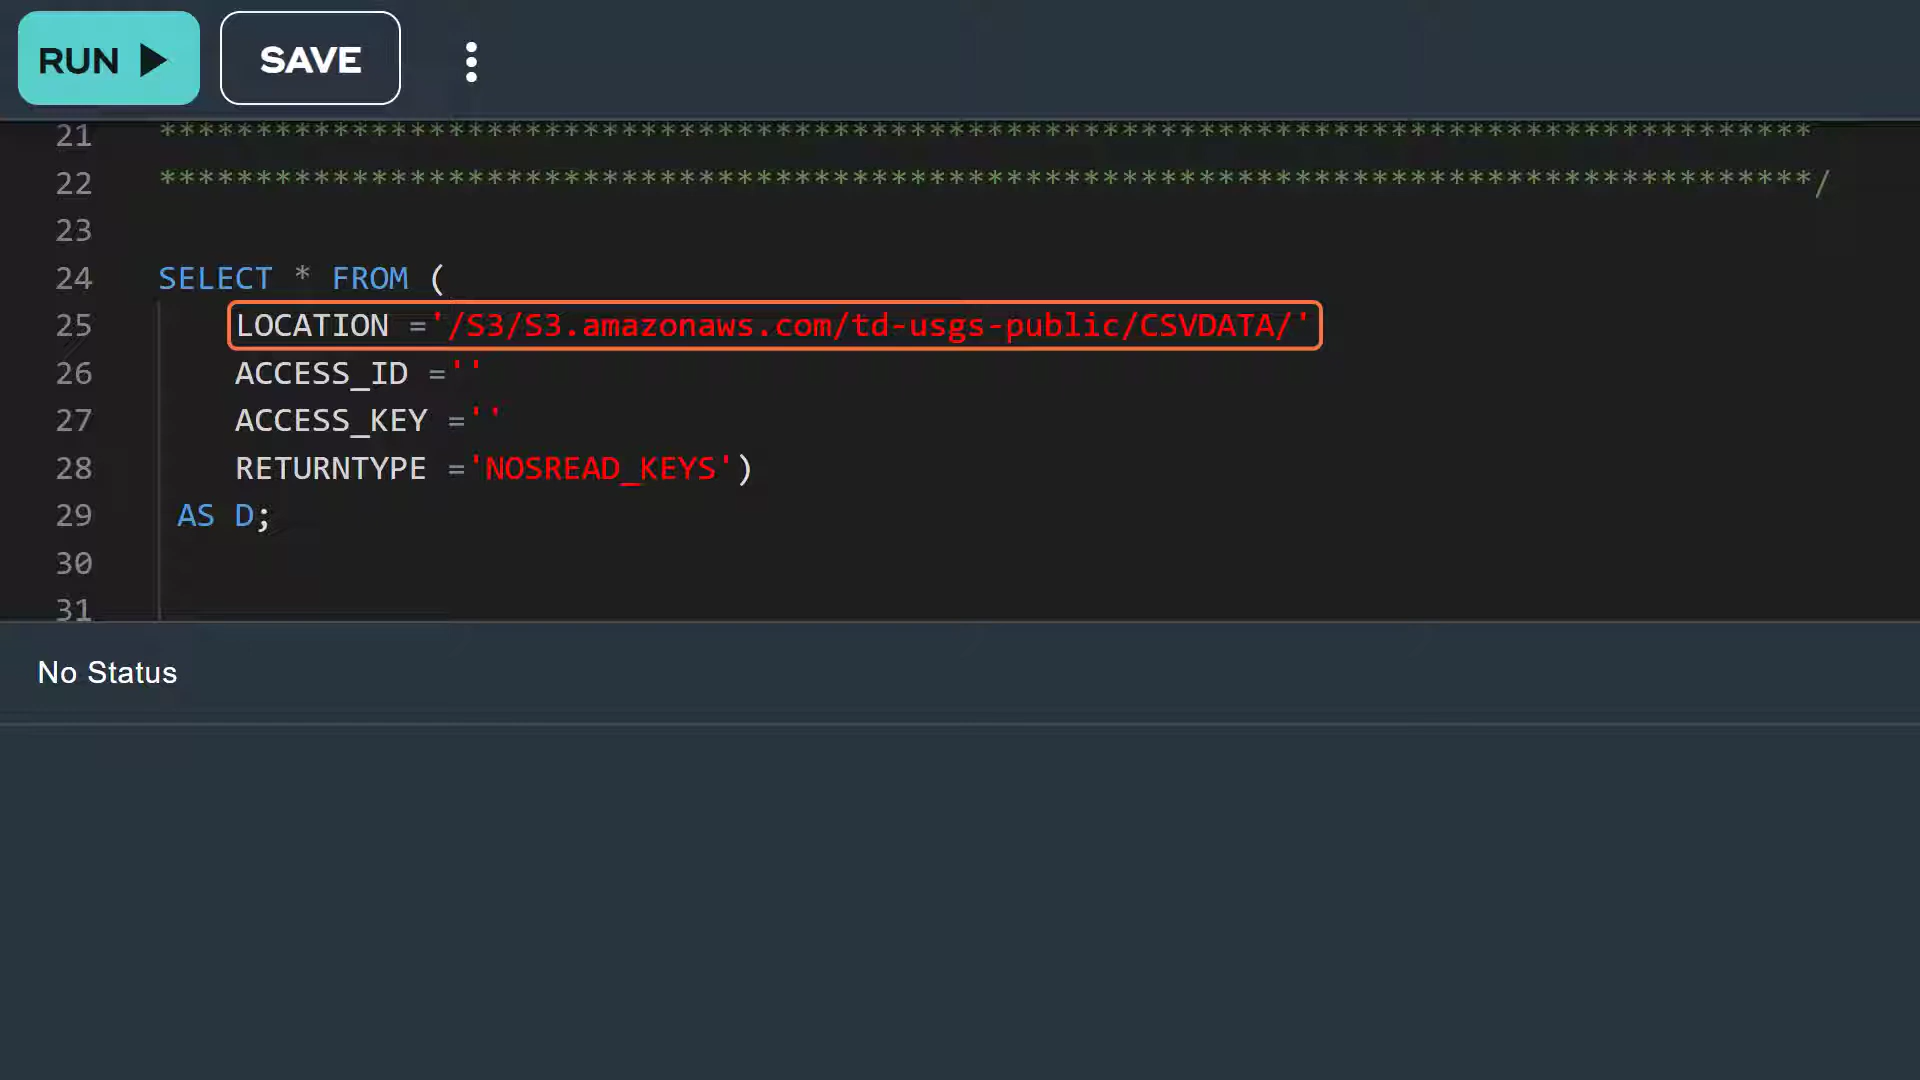 RUN SAVE
21 **************************************************************************************
22 **************************************************************************************/
23
24 SELECT * FROM (
25 LOCATION ='/S3/S3.amazonaws.com/td-usgs-public/CSVDATA/'
26 ACCESS_ID =''
27 ACCESS_KEY =''
28 RETURNTYPE ='NOSREAD_KEYS')
29 AS D;
30
31
No Status